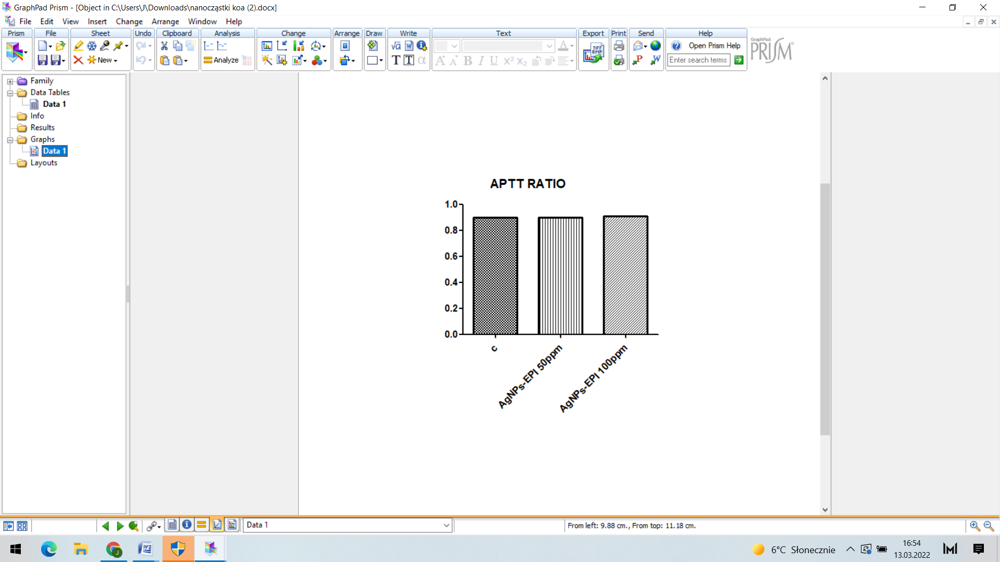 GraphPad Prism - [Object in C:\Users\J\Downloads\nanocząstki koa (2).docx]
File Edit View Insert Change Arrange Window Help
Prism File Sheet Undo Clipboard Analysis Change Arrange Draw Write Text Export Print Send Help
Open Prism Help
New
Analyze
Enter search terms
GraphPad
PRISM
TIFF
BMP
Family
Data Tables
Data 1
Info
Results
Graphs
Data 1
Layouts
APTT RATIO
1.0
0.8
0.6
0.4
0.2
0.0
c
AgNPs-EPI 50ppm
AgNPs-EPI 100ppm
Data 1
From left: 9.88 cm., From top: 11.18 cm.
6°C Słonecznie
16:54
13.03.2022